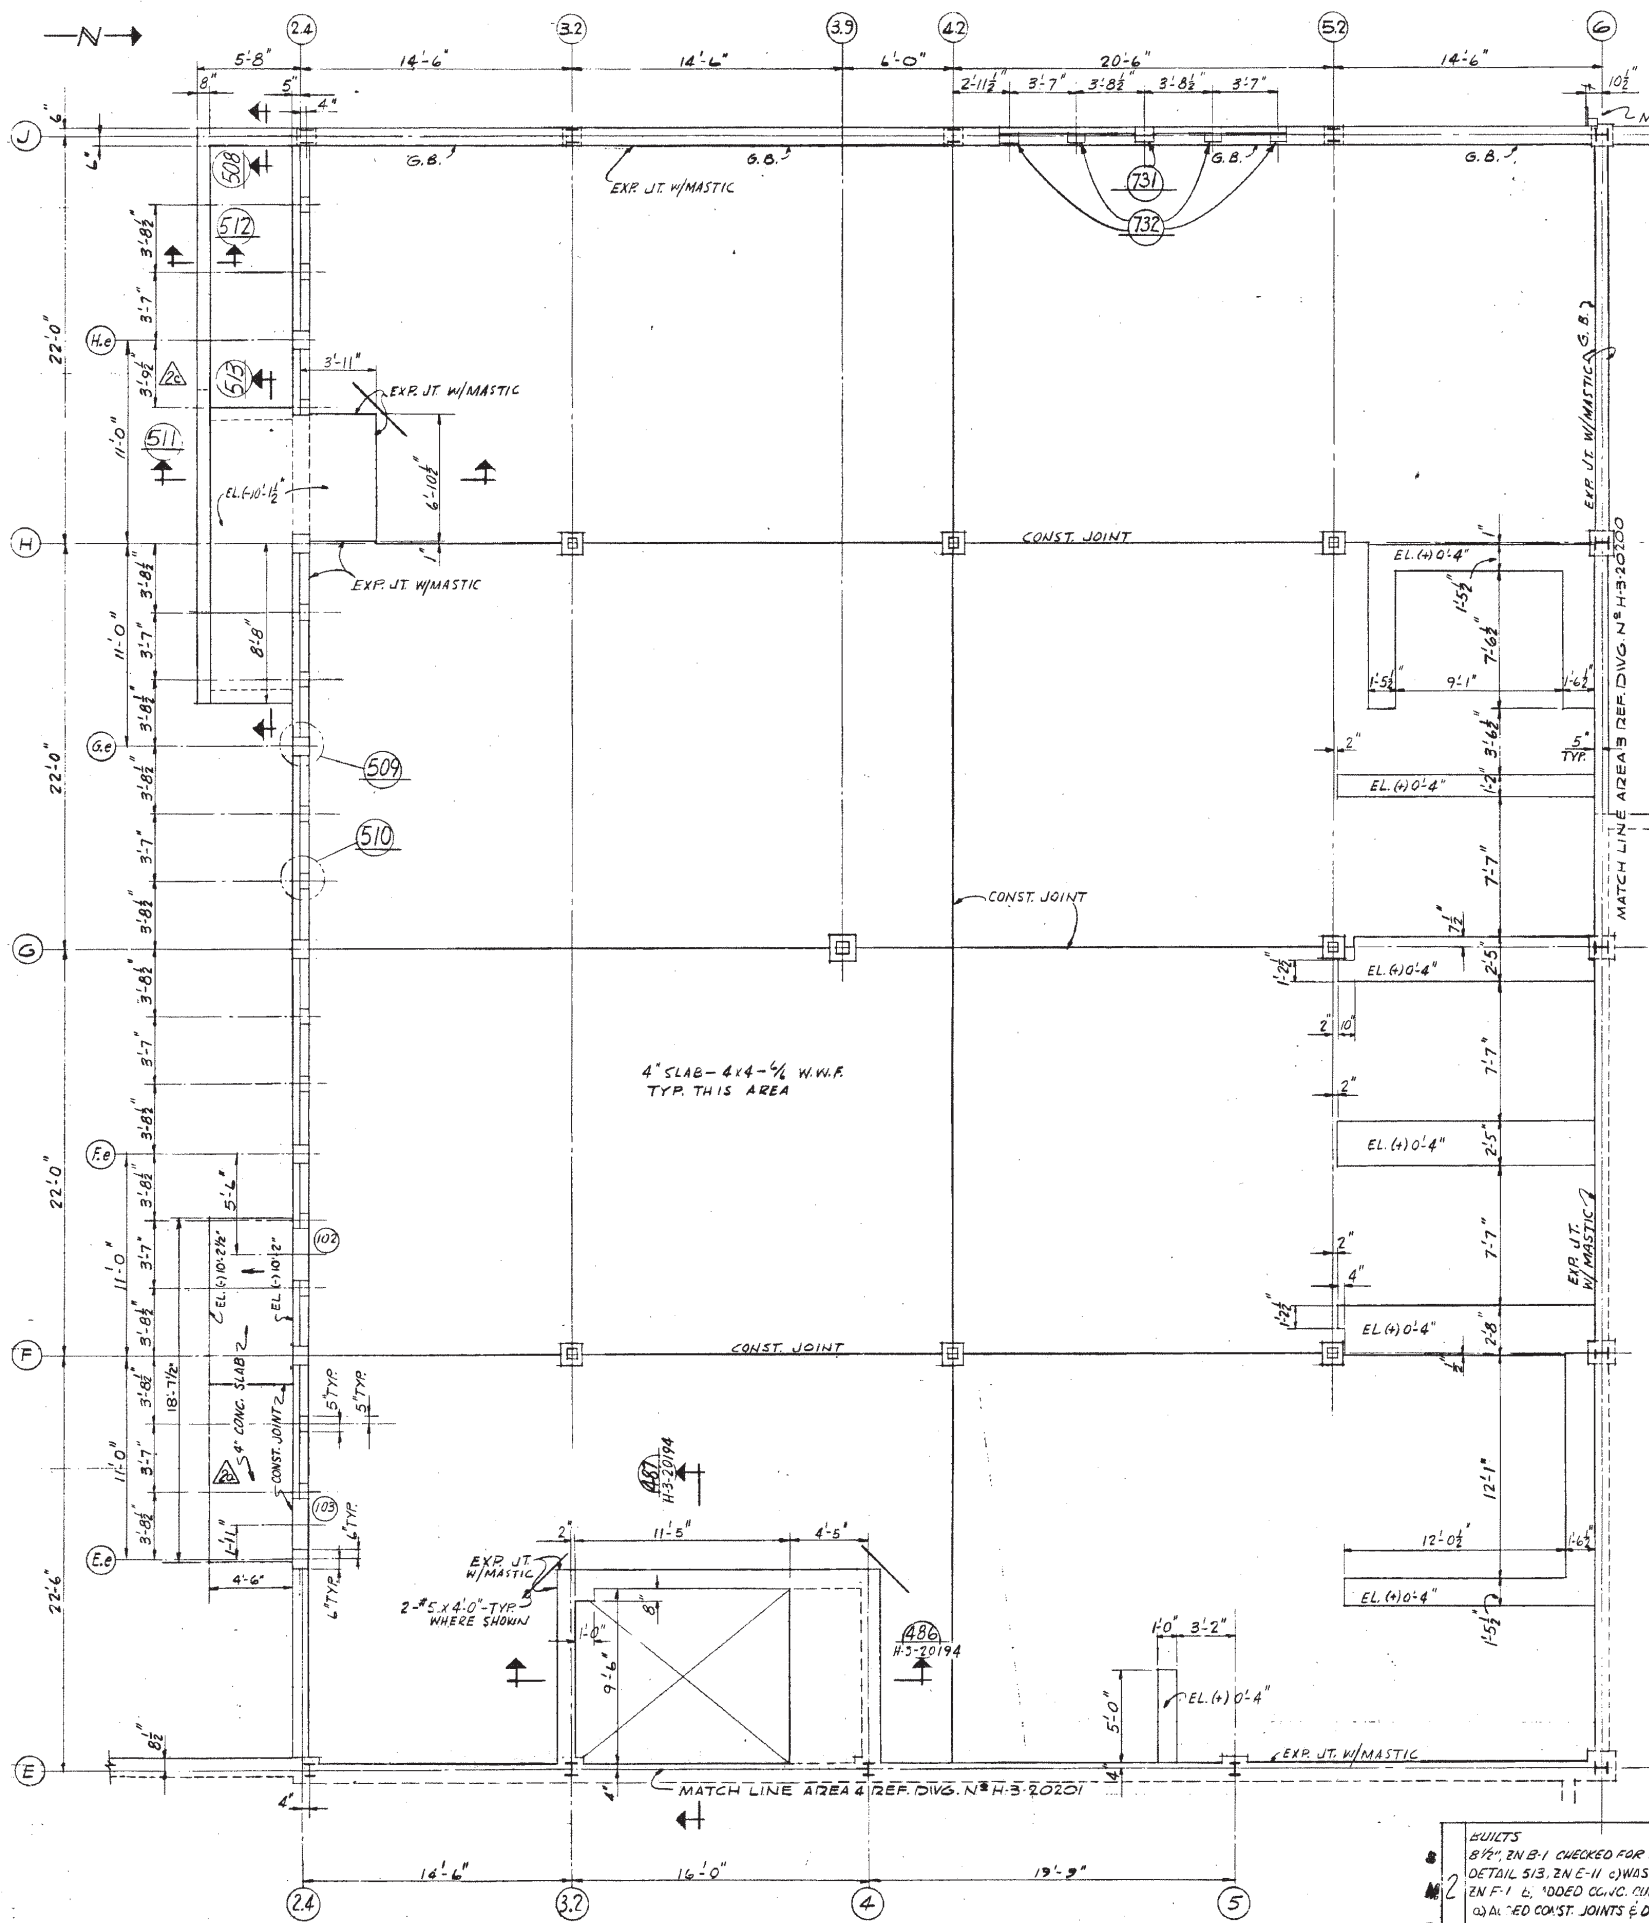 N
2.4
3.2
3.9
4.2
5.2
6
5'-8"
14'-6"
14'-6"
6'-0"
20'-6"
14'-6"
8"
5"
4"
2'-11½"
3'-7"
3'-8½"
3'-8½"
3'-7"
10½"
6"
J
6"
G.B.
G.B.
G.B.
G.B.
508
EXP. JT. W/MASTIC
731
732
512
3'-8½"
3'-7"
22'-0"
H.e
3'-9½"
2c
513
3'-11"
EXP. JT. W/MASTIC
11'-0"
511
6'-10½"
EL.(-)10'-1½"
EXP. JT. W/MASTIC
G.B.
H
1"
CONST. JOINT
EL.(+)0'-4"
1"
EXP. JT. W/MASTIC
3'-8½"
11'-0"
3'-7"
8'-8"
3'-8½"
1'-5½"
7'-6½"
1'-5½"
9'-1"
1'-6½"
MATCH LINE AREA 3 REF. DWG. Nº H-3-20200
G.e
22'-0"
509
2"
3'-6½"
5"
TYP.
3'-8½"
EL.(+)0'-4"
1'-2"
510
3'-7"
7'-7"
3'-8½"
CONST. JOINT
7½"
G
3'-8½"
1'-2½"
EL.(+)0'-4"
2'-5"
2"
10"
3'-7"
7'-7"
4" SLAB - 4x4 - 6/6 W.W.F.
TYP. THIS AREA
2"
3'-8½"
F.e
EL.(+)0'-4"
2'-5"
22'-0"
3'-8½"
5'-6"
102
3'-7"
11'-0"
EL.(-)10'-2½"
EL.(-)10'-2"
2"
7'-7"
4"
EXP. JT.
W/MASTIC
3'-8½"
1'-2½"
EL.(+)0'-4"
2'-8"
F
CONST. JOINT
½"
3'-8½"
18'-7½"
4" CONC. SLAB
CONST. JOINT
5" TYP.
5" TYP.
11'-0"
3'-7"
487
H-3-20194
12'-1"
103
3'-8½"
1'-11"
6" TYP.
2"
11'-5"
4'-5"
12'-0½"
1'-6½"
E.e
4'-6"
6" TYP.
EXP. JT.
W/MASTIC
2-#5 x 4'-0"-TYP.
WHERE SHOWN
8"
1'-0"
EL.(+)0'-4"
1'-5½"
22'-6"
486
H-3-20194
1'-0"
3'-2"
9'-6"
5'-0"
EL.(+)0'-4"
8½"
E
EXP. JT. W/MASTIC
4"
4"
4"
MATCH LINE AREA 4 REF. DWG. Nº H-3-20201
14'-6"
16'-0"
19'-9"
2.4
3.2
4
5
2
BUILTS
8½", ZN B-1 CHECKED FOR
DETAIL 513, ZN E-11 c)WAS
ZN F-1 ADDED CONC.
CONST. JOINTS